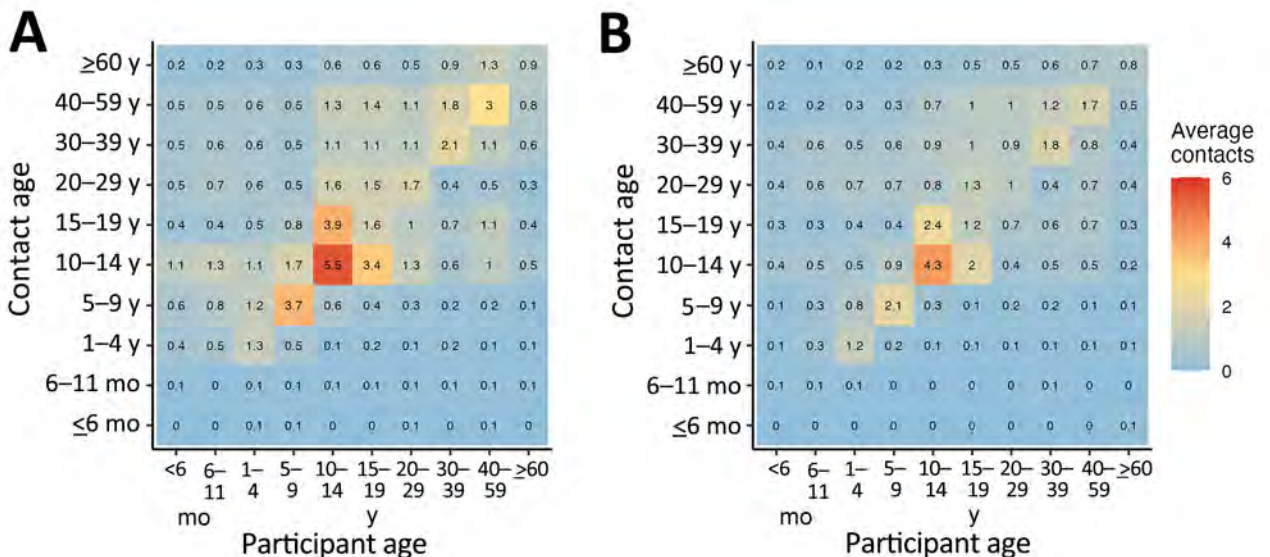 A
≥60 y 0.2 0.2 0.3 0.3 0.6 0.6 0.5 0.9 1.3 0.9
40–59 y 0.5 0.5 0.6 0.5 1.3 1.4 1.1 1.8 3 0.8
30–39 y 0.5 0.6 0.6 0.5 1.1 1.1 1.1 2.1 1.1 0.6
20–29 y 0.5 0.7 0.6 0.5 1.6 1.5 1.7 0.4 0.5 0.3
15–19 y 0.4 0.4 0.5 0.8 3.9 1.6 1 0.7 1.1 0.4
10–14 y 1.1 1.3 1.1 1.7 5.5 3.4 1.3 0.6 1 0.5
5–9 y 0.6 0.8 1.2 3.7 0.6 0.4 0.3 0.2 0.2 0.1
1–4 y 0.4 0.5 1.3 0.5 0.1 0.2 0.1 0.2 0.1 0.1
6–11 mo 0.1 0 0.1 0.1 0.1 0.1 0.1 0.1 0.1 0.1
≤6 mo 0 0 0.1 0.1 0 0 0 0 0.1 0
Contact age
<6 6– 1– 5– 10– 15– 20– 30– 40– ≥60
11 4 9 14 19 29 39 59
mo y
Participant age
B
≥60 y 0.2 0.1 0.2 0.2 0.3 0.5 0.5 0.6 0.7 0.8
40–59 y 0.2 0.2 0.3 0.3 0.7 1 1 1.2 1.7 0.5
30–39 y 0.4 0.6 0.5 0.6 0.9 1 0.9 1.8 0.8 0.4
20–29 y 0.4 0.6 0.7 0.7 0.8 1.3 1 0.4 0.7 0.4
15–19 y 0.3 0.3 0.4 0.4 2.4 1.2 0.7 0.6 0.7 0.3
10–14 y 0.4 0.5 0.5 0.9 4.3 2 0.4 0.5 0.5 0.2
5–9 y 0.1 0.3 0.8 2.1 0.3 0.1 0.2 0.2 0.1 0.1
1–4 y 0.1 0.3 1.2 0.2 0.1 0.1 0.1 0.1 0.1 0.1
6–11 mo 0.1 0.1 0.1 0 0 0 0 0.1 0 0
≤6 mo 0 0 0 0 0 0 0 0 0 0.1
Contact age
<6 6– 1– 5– 10– 15– 20– 30– 40– ≥60
11 4 9 14 19 29 39 59
mo y
Participant age
Average
contacts
6
4
2
0